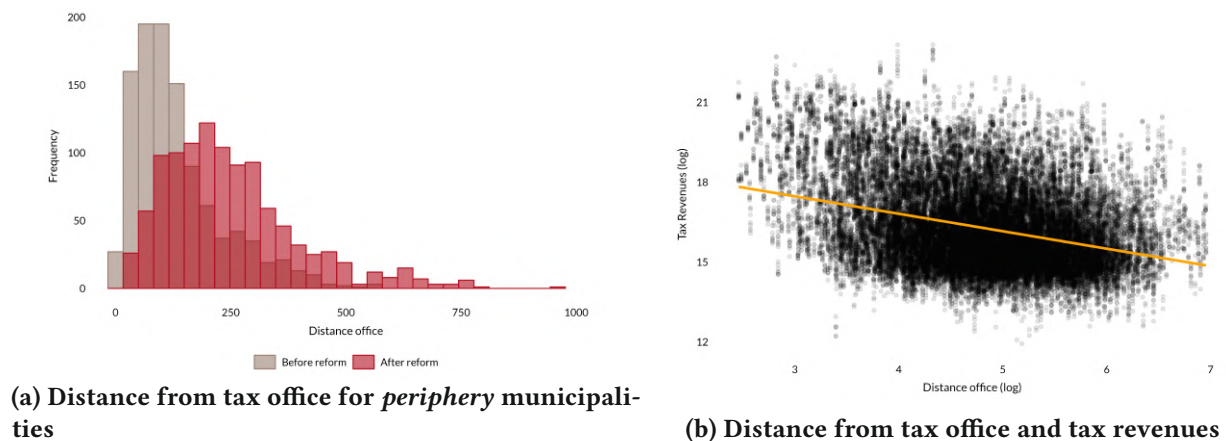 200
150
100
50
0
Frequency
0 250 500 750 1000
Distance office
Before reform After reform
(a) Distance from tax office for periphery municipali-
ties
21
18
15
12
Tax Revenues (log)
3 4 5 6 7
Distance office (log)
(b) Distance from tax office and tax revenues